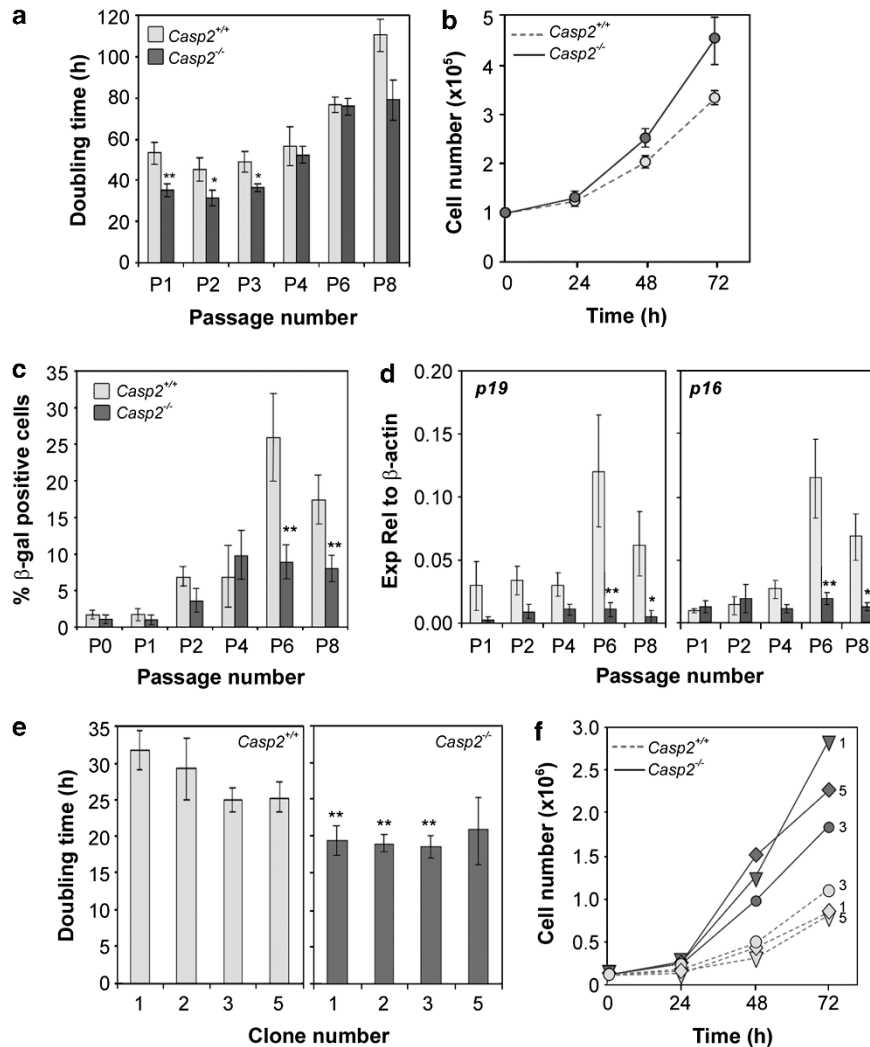 a
Casp2+/+
Casp2-/-
Doubling time (h)
120
100
80
60
40
20
0
**
*
*
P1 P2 P3 P4 P6 P8
Passage number
b
Casp2+/+
Casp2-/-
Cell number (x10⁵)
5
4
3
2
1
0
0 24 48 72
Time (h)
c
Casp2+/+
Casp2-/-
% β-gal positive cells
35
30
25
20
15
10
5
0
**
**
P0 P1 P2 P4 P6 P8
Passage number
d
p19
p16
Exp Rel to β-actin
0.20
0.15
0.10
0.05
0.00
**
*
**
*
P1 P2 P4 P6 P8
P1 P2 P4 P6 P8
Passage number
e
Casp2+/+
Casp2-/-
Doubling time (h)
35
30
25
20
15
10
5
0
** ** **
1 2 3 5
1 2 3 5
Clone number
f
Casp2+/+
Casp2-/-
Cell number (x10⁶)
3.0
2.5
2.0
1.5
1.0
0.5
0
1
5
3
3
1
5
0 24 48 72
Time (h)